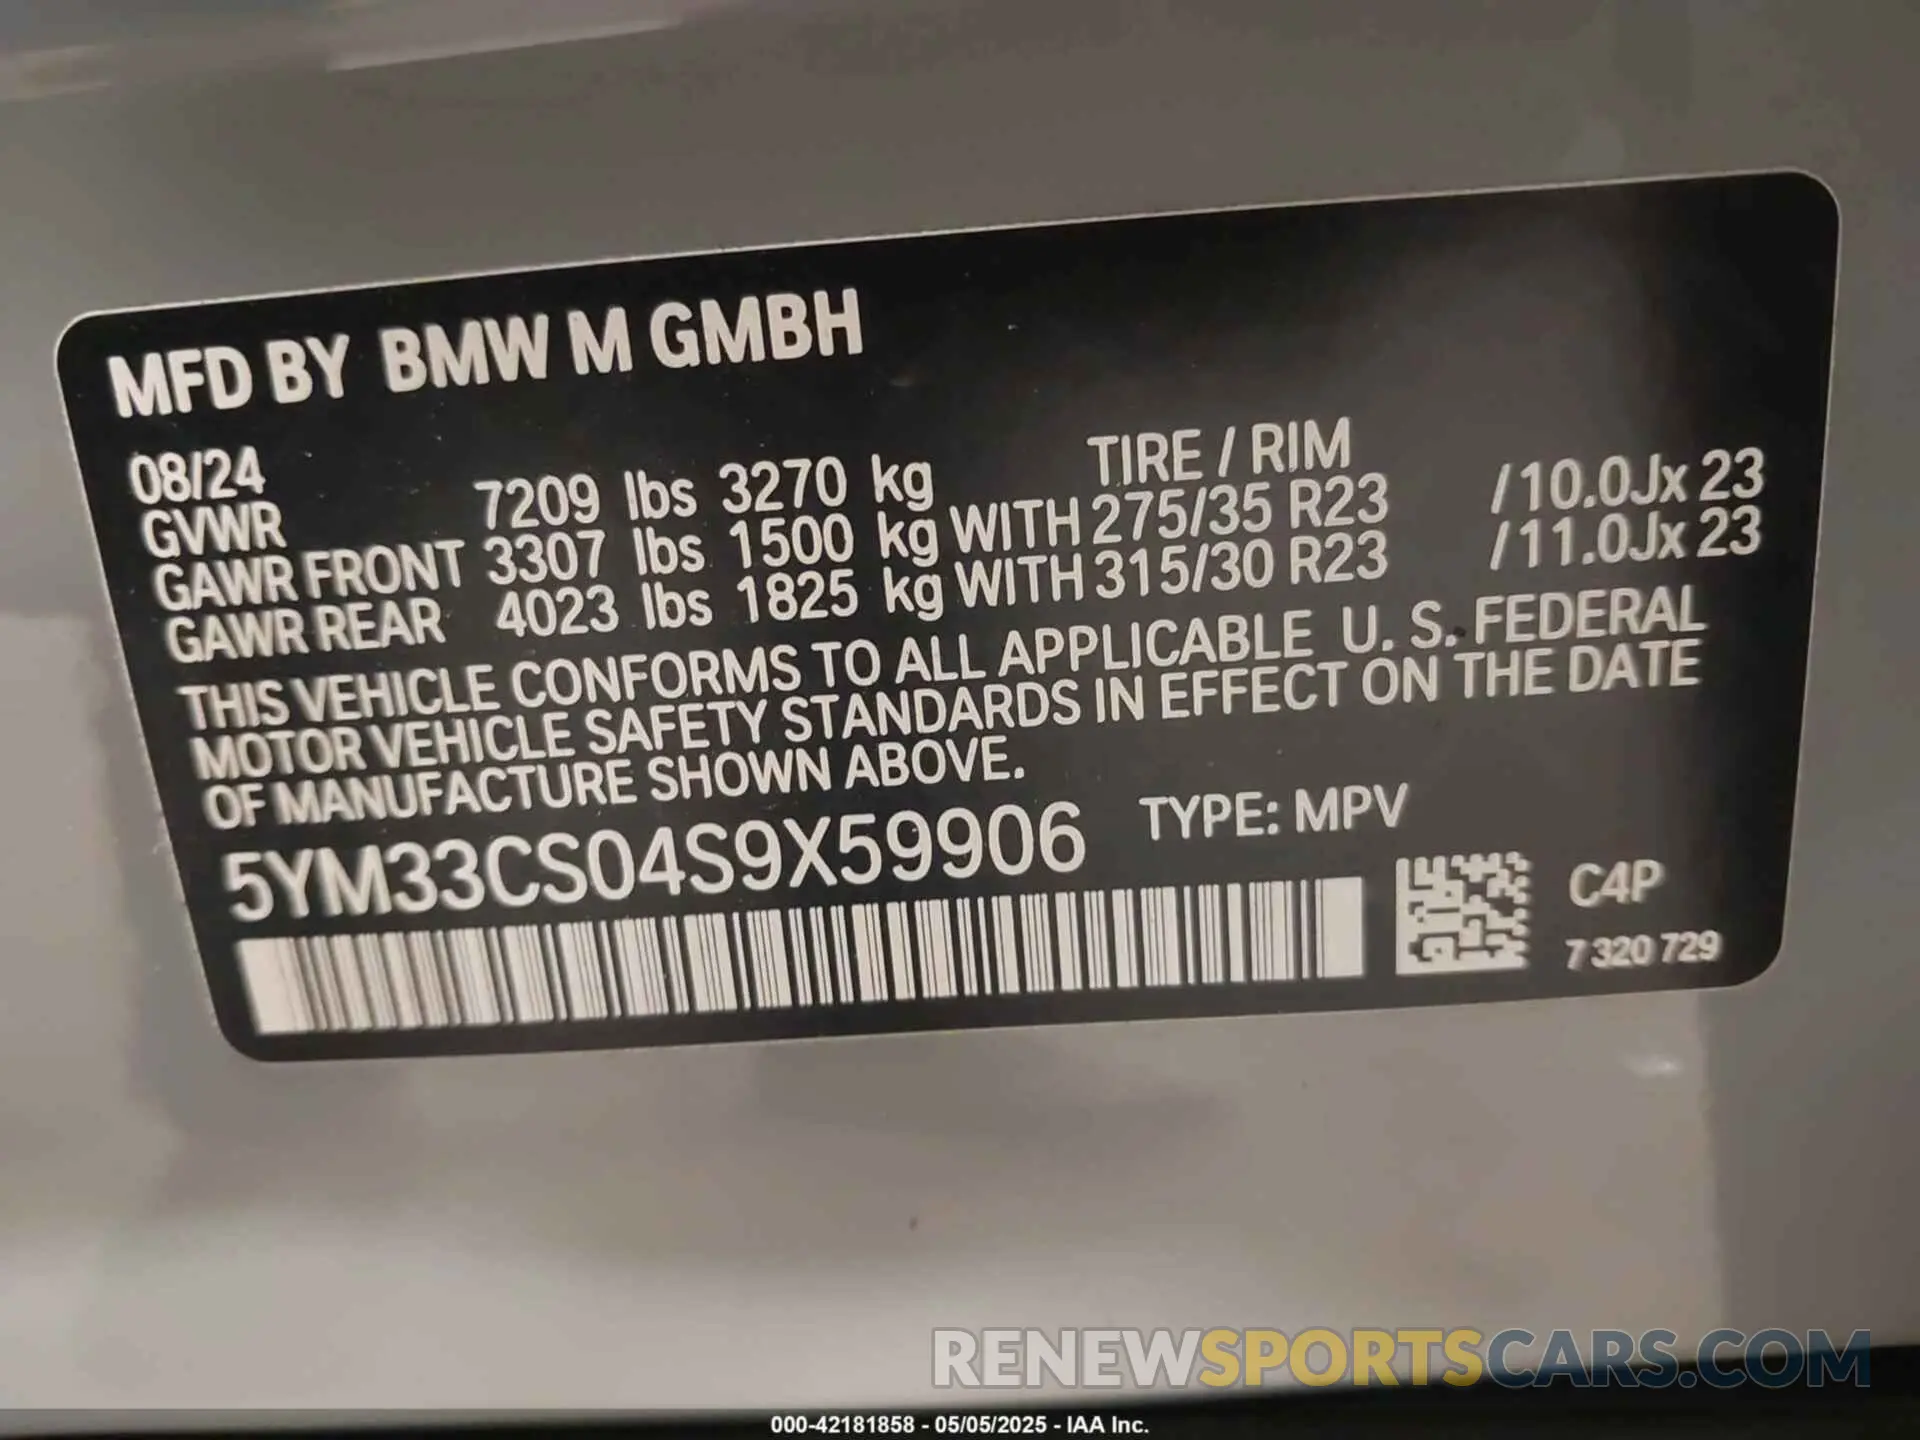 MFD BY BMW M GMBH
08/24 TIRE / RIM
GVWR 7209 lbs 3270 kg
GAWR FRONT 3307 lbs 1500 kg WITH 275/35 R23 /10.0Jx 23
GAWR REAR 4023 lbs 1825 kg WITH 315/30 R23 /11.0Jx 23
THIS VEHICLE CONFORMS TO ALL APPLICABLE U. S. FEDERAL
MOTOR VEHICLE SAFETY STANDARDS IN EFFECT ON THE DATE
OF MANUFACTURE SHOWN ABOVE.
5YM33CS04S9X59906 TYPE: MPV
C4P
7 320 729
RENEWSPORTSCARS.COM
000-42181858 - 05/05/2025 - IAA Inc.